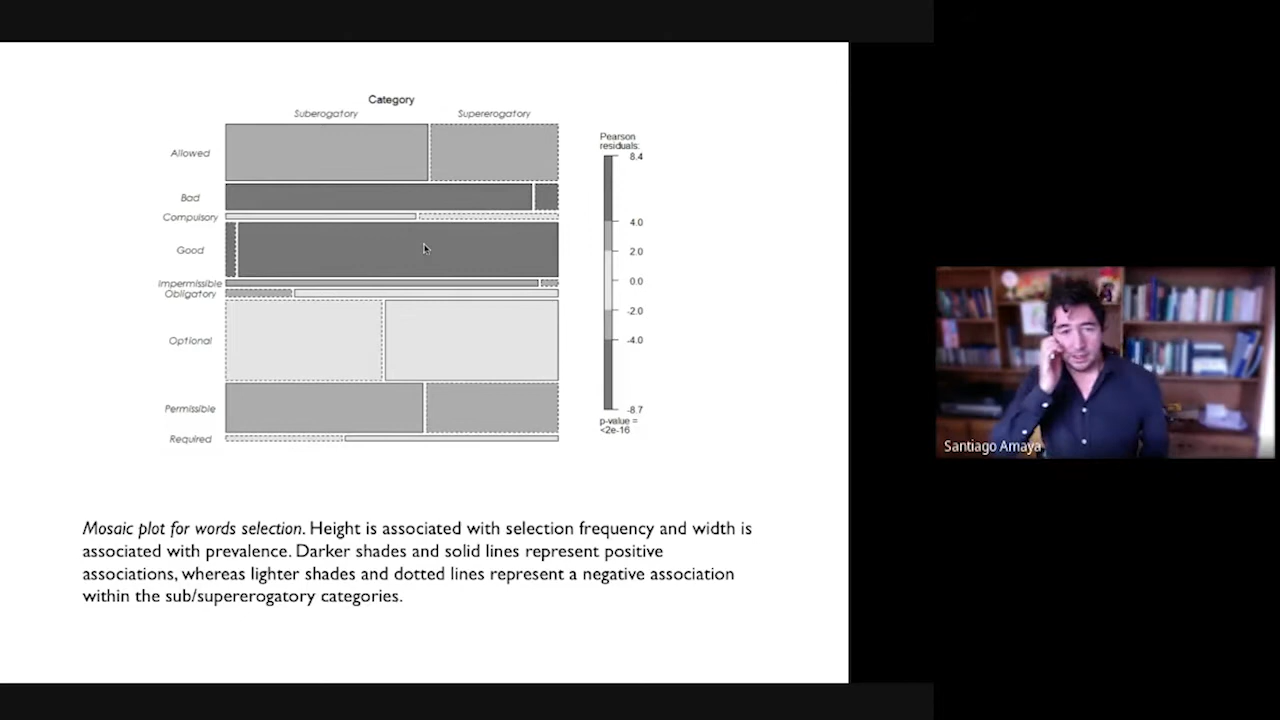 Category
Suberogatory Supererogatory
Allowed
Bad
Compulsory
Good
Impermissible
Obligatory
Optional
Permissible
Required
Pearson
residuals:
8.4
4.0
2.0
0.0
-2.0
-4.0
-8.7
p-value =
<2e-16
Mosaic plot for words selection. Height is associated with selection frequency and width is
associated with prevalence. Darker shades and solid lines represent positive
associations, whereas lighter shades and dotted lines represent a negative association
within the sub/supererogatory categories.
Santiago Amaya